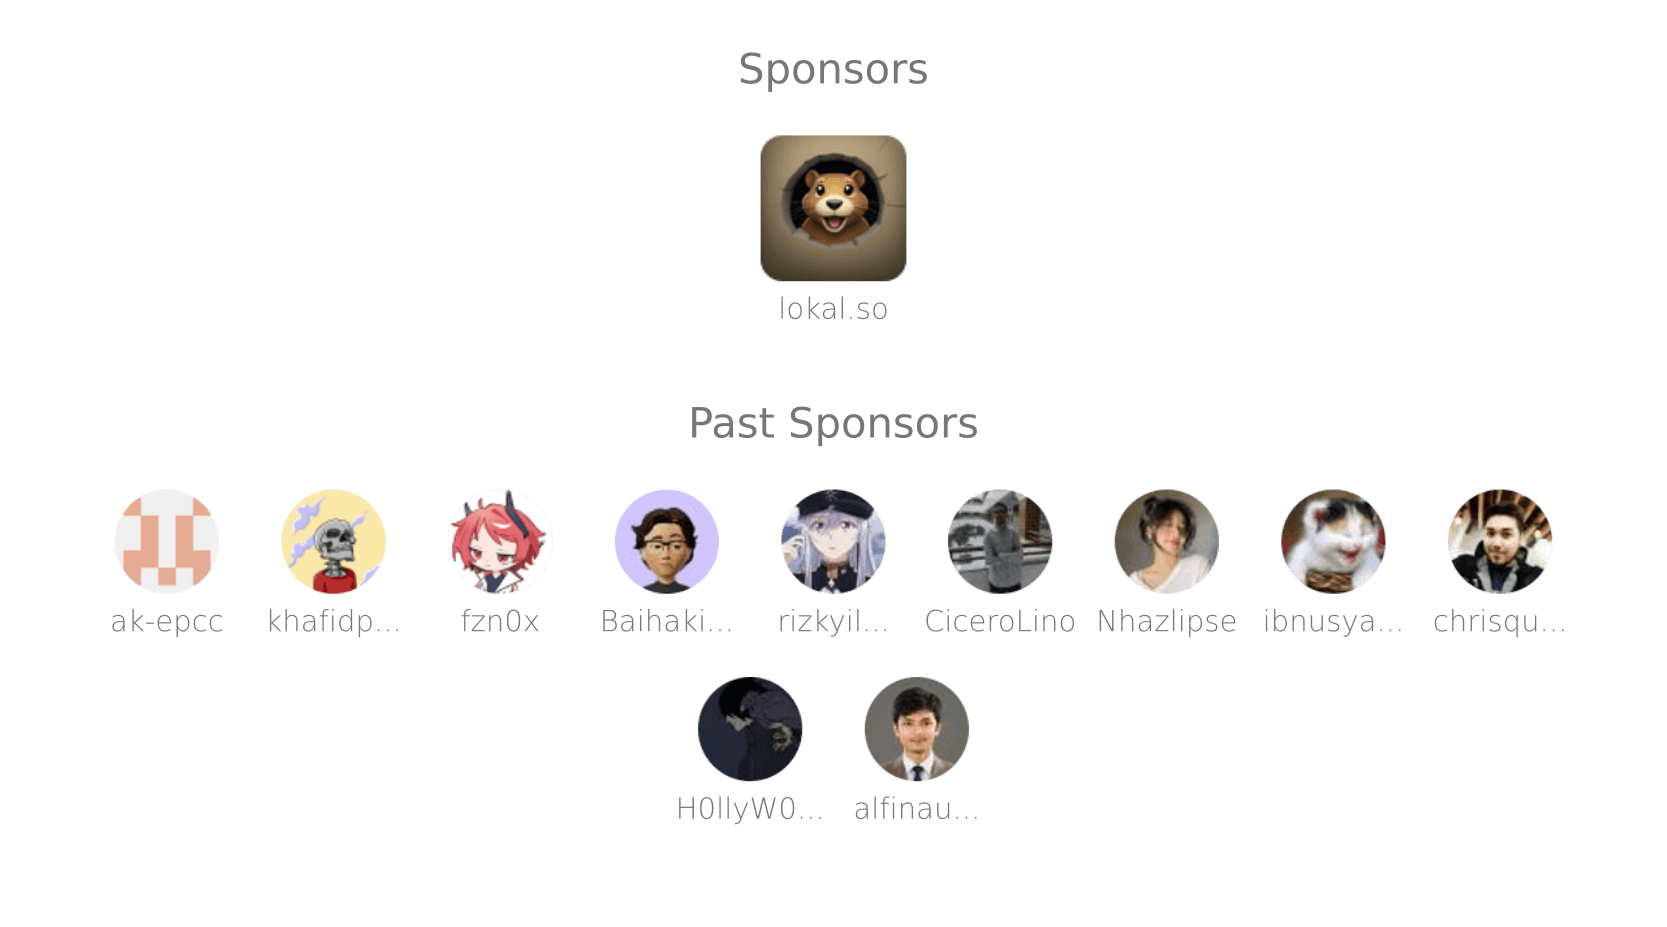 Sponsors
lokal.so
Past Sponsors
ak-epcc khafidp... fzn0x Baihaki... rizkyil... CiceroLino Nhazlipse ibnusya... chrisqu...
H0llyW0... alfinau...